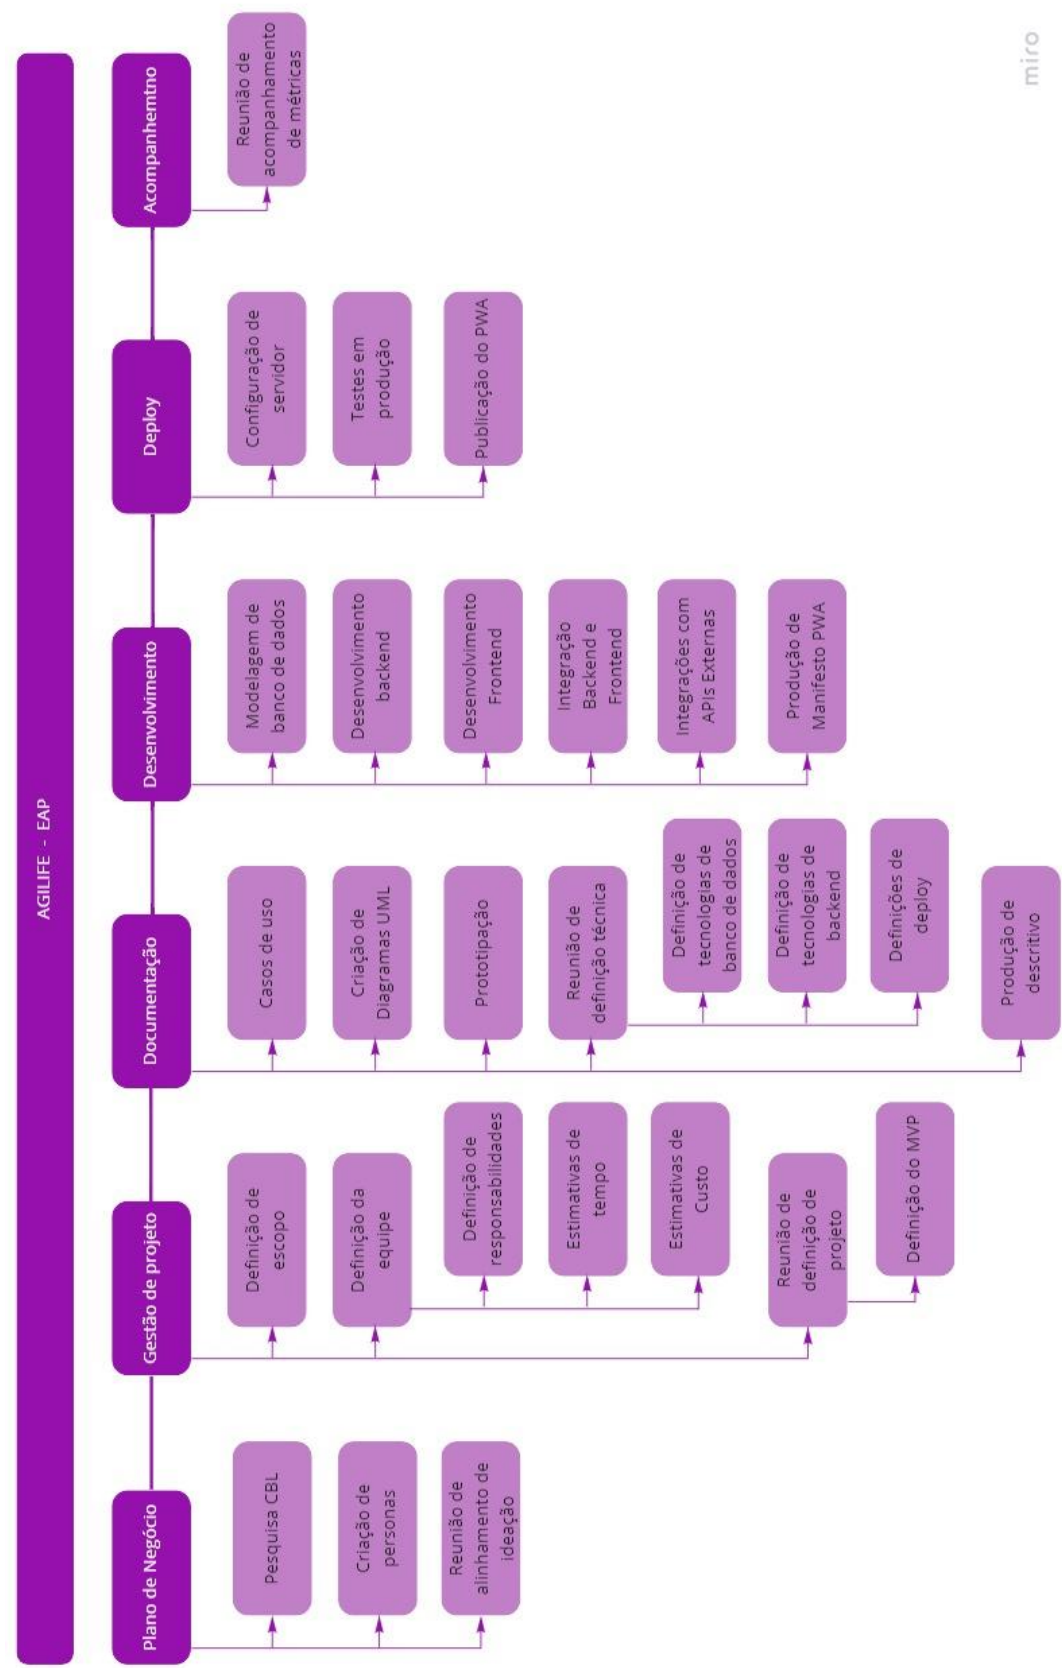 AGILIFE - EAP
Plano de Negócio
Pesquisa CBL
Criação de
personas
Reunião de
alinhamento de
ideação
Gestão de projeto
Definição de
escopo
Definição da
equipe
Definição de
responsabilidades
Estimativas de
tempo
Estimativas de
Custo
Reunião de
definição de
projeto
Definição do MVP
Documentação
Casos de uso
Criação de
Diagramas UML
Prototipação
Reunião de
definição técnica
Definição de
tecnologias de
banco de dados
Definição de
tecnologias de
backend
Definições de
deploy
Produção de
descritivo
Desenvolvimento
Modelagem de
banco de dados
Desenvolvimento
backend
Desenvolvimento
Frontend
Integração
Backend e
Frontend
Integrações com
APIs Externas
Produção de
Manifesto PWA
Deploy
Configuração de
servidor
Testes em
produção
Publicação do PWA
Acompanhemtno
Reunião de
acompanhamento
de métricas
miro